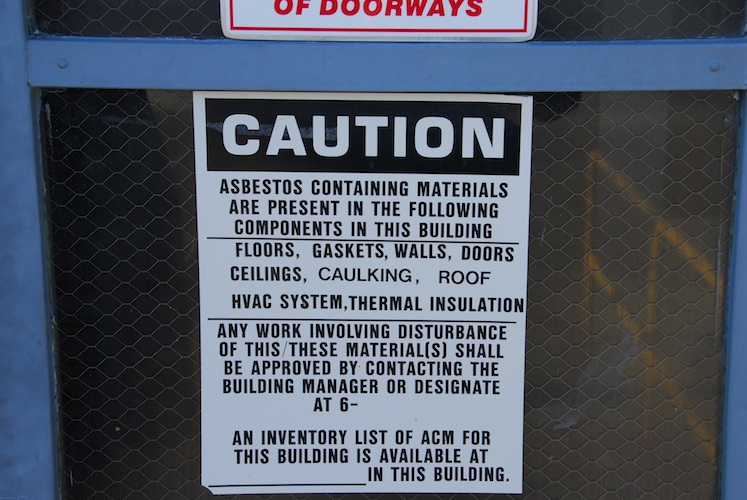 OF DOORWAYS
CAUTION
ASBESTOS CONTAINING MATERIALS
ARE PRESENT IN THE FOLLOWING
COMPONENTS IN THIS BUILDING
FLOORS, GASKETS, WALLS, DOORS
CEILINGS, CAULKING, ROOF
HVAC SYSTEM, THERMAL INSULATION
ANY WORK INVOLVING DISTURBANCE
OF THIS/THESE MATERIAL(S) SHALL
BE APPROVED BY CONTACTING THE
BUILDING MANAGER OR DESIGNATE
AT 6-
AN INVENTORY LIST OF ACM FOR
THIS BUILDING IS AVAILABLE AT
IN THIS BUILDING.